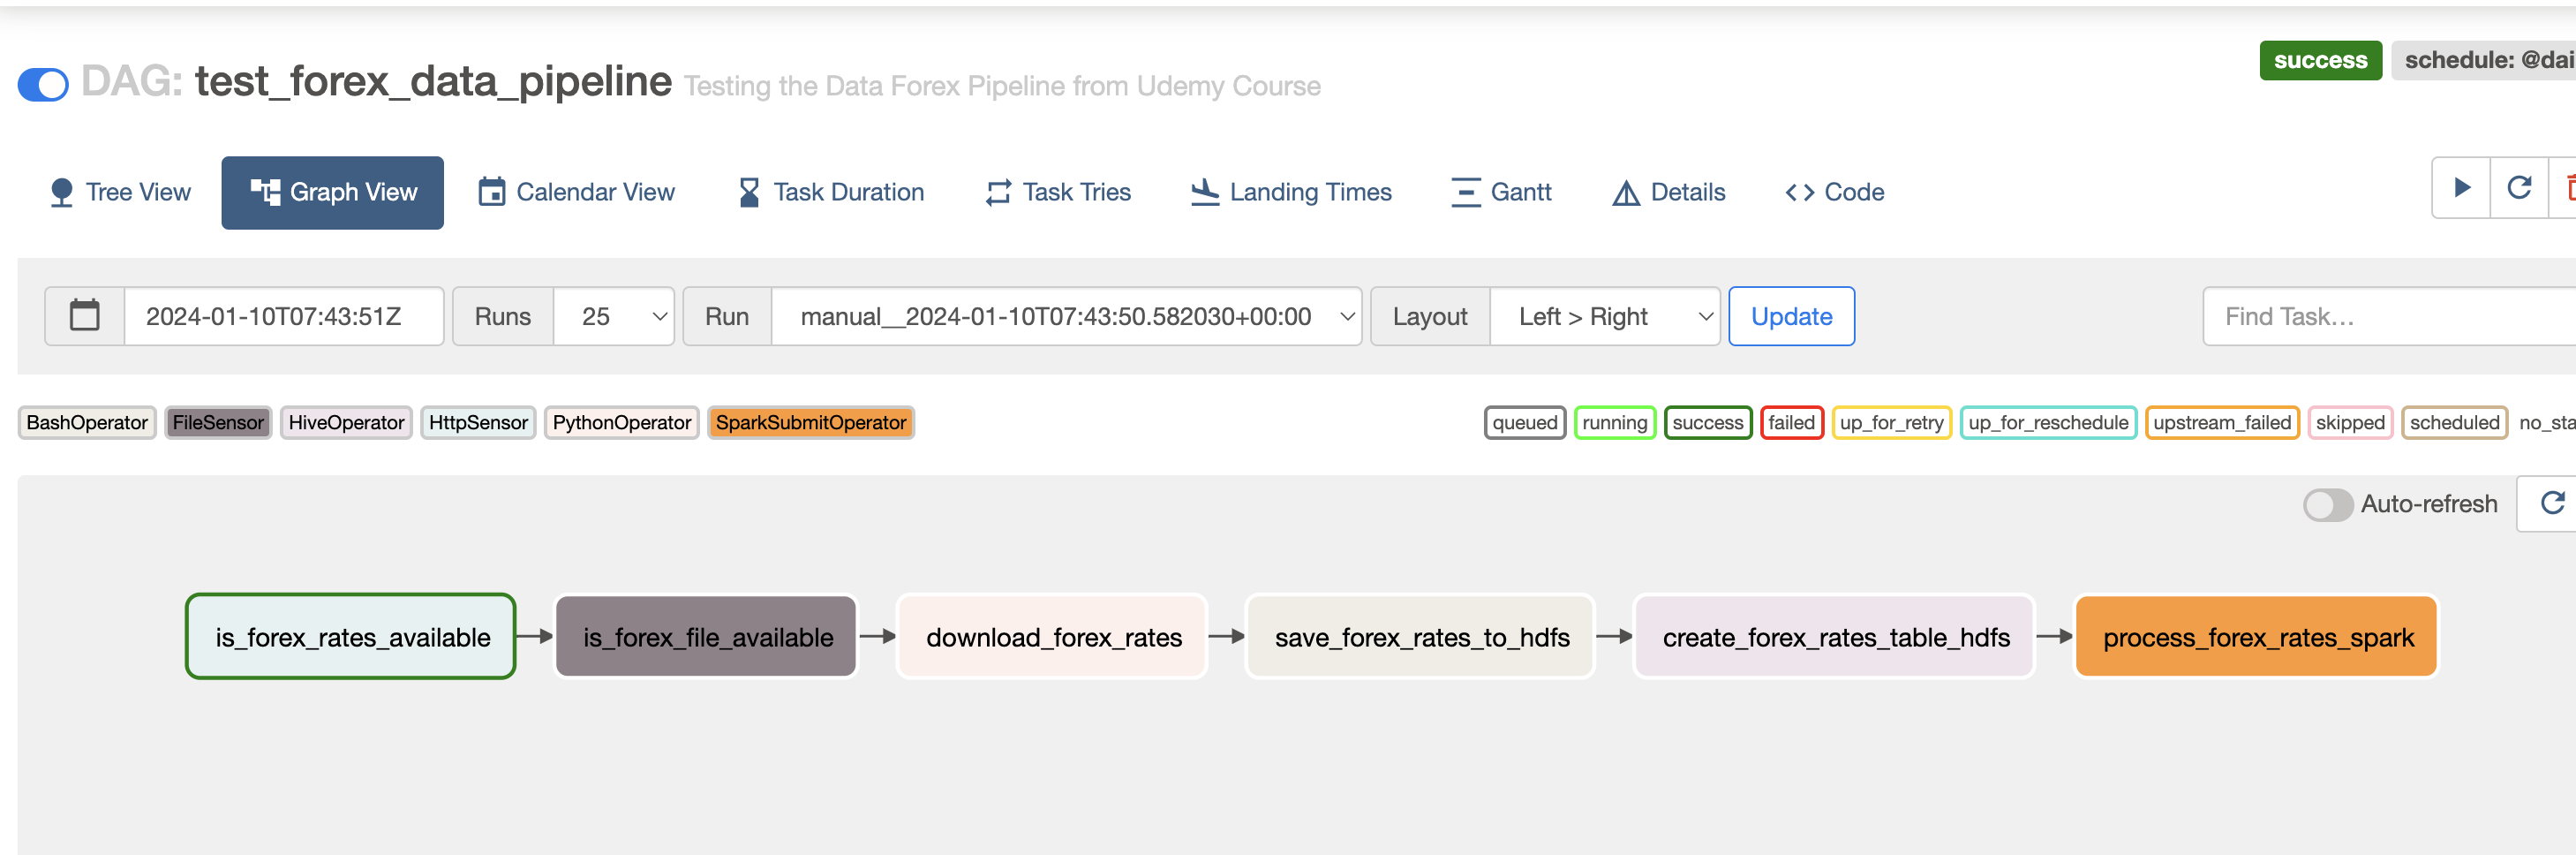 success schedule: @dai
DAG: test_forex_data_pipeline Testing the Data Forex Pipeline from Udemy Course
Tree View Graph View Calendar View Task Duration Task Tries Landing Times Gantt Details Code
2024-01-10T07:43:51Z Runs 25 Run manual__2024-01-10T07:43:50.582030+00:00 Layout Left > Right Update Find Task...
BashOperator FileSensor HiveOperator HttpSensor PythonOperator SparkSubmitOperator queued running success failed up_for_retry up_for_reschedule upstream_failed skipped scheduled no_sta
Auto-refresh
is_forex_rates_available is_forex_file_available download_forex_rates save_forex_rates_to_hdfs create_forex_rates_table_hdfs process_forex_rates_spark